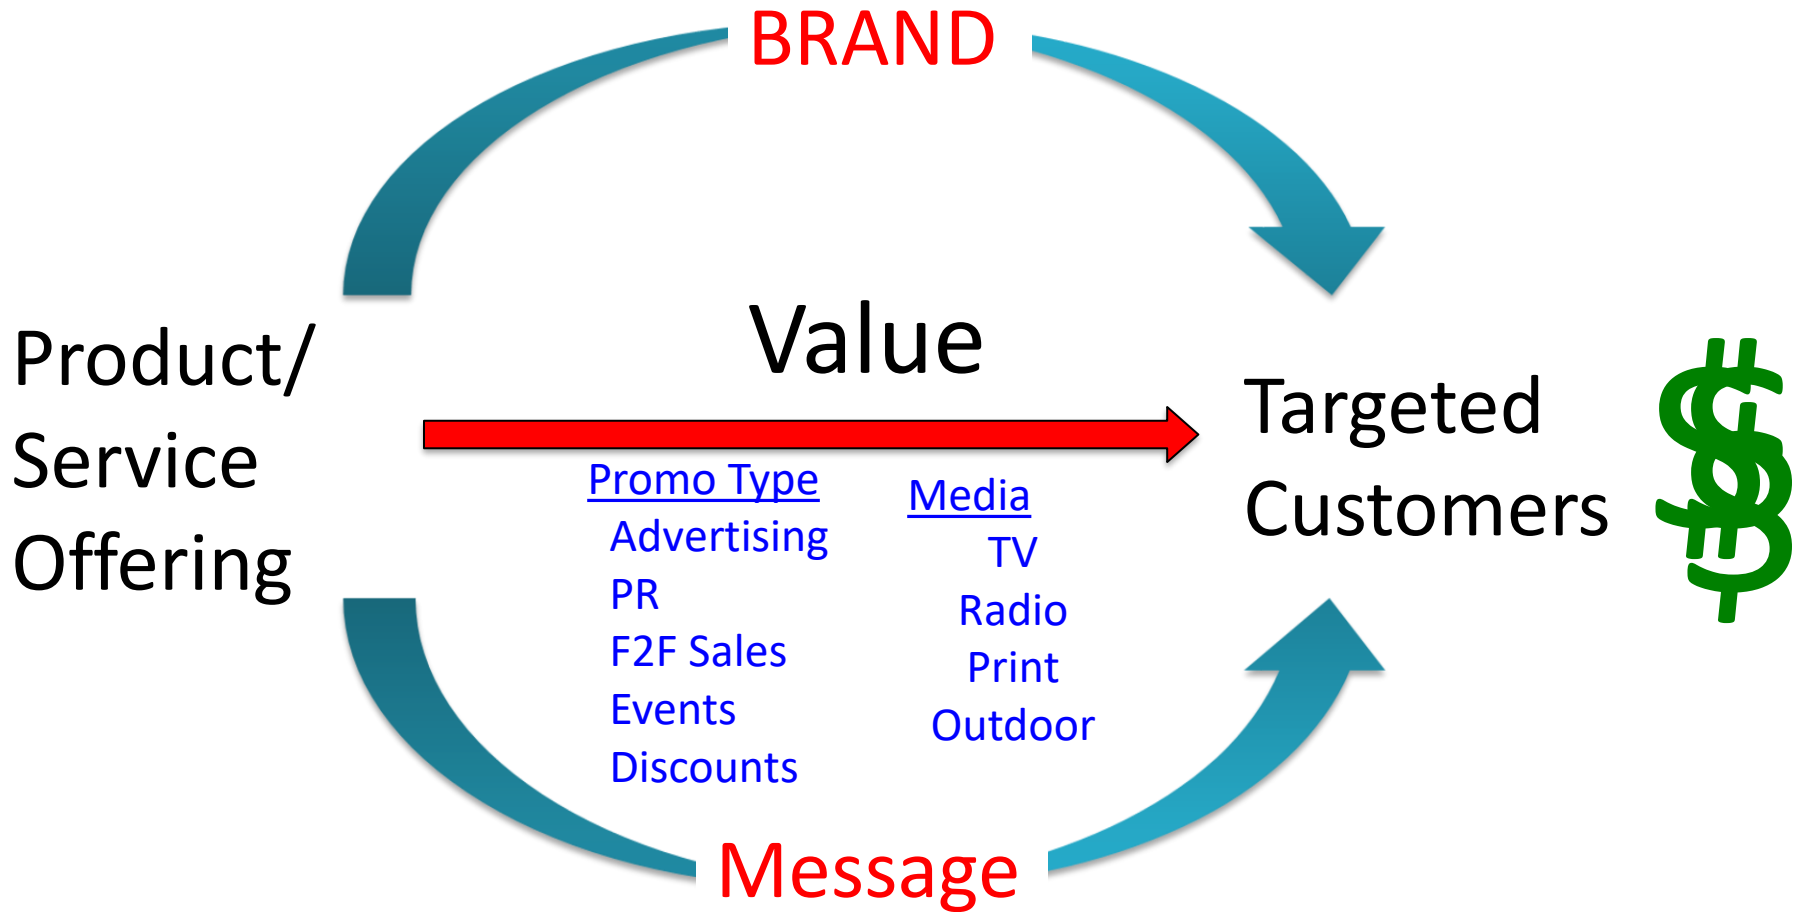 BRAND
Product/
Service
Offering
Value
Promo Type
Advertising
PR
F2F Sales
Events
Discounts
Media
TV
Radio
Print
Outdoor
Targeted
Customers
$
$
$
Message